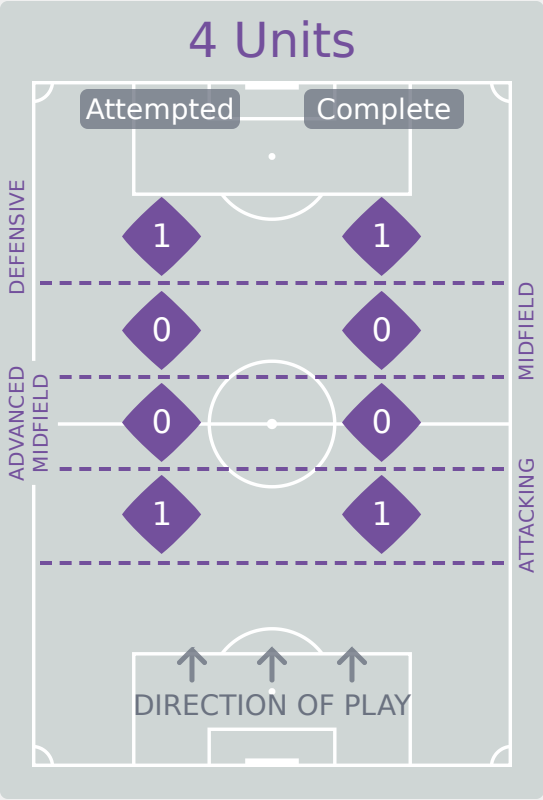 4 Units
Attempted
Complete
DEFENSIVE
1
1
MIDFIELD
0
0
ADVANCED
MIDFIELD
0
0
ATTACKING
1
1
DIRECTION OF PLAY